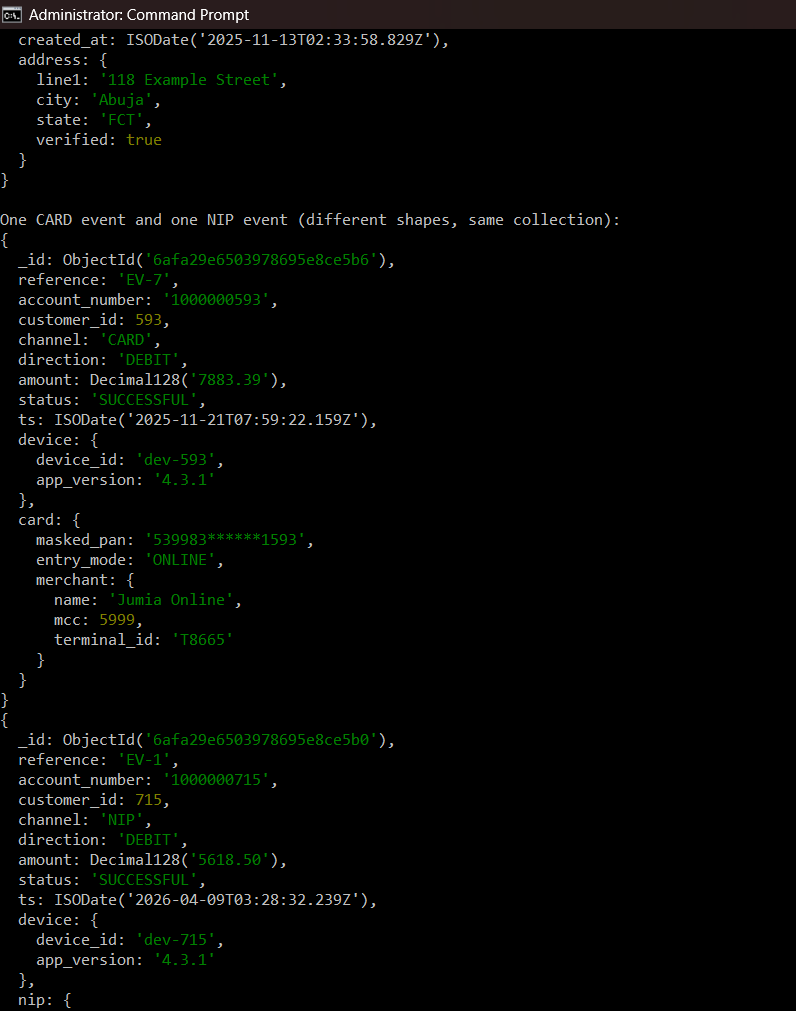 Administrator: Command Prompt
created_at: ISODate('2025-11-13T02:33:58.829Z'),
address: {
line1: '118 Example Street',
city: 'Abuja',
state: 'FCT',
verified: true
}
}
One CARD event and one NIP event (different shapes, same collection):
{
_id: ObjectId('6afa29e6503978695e8ce5b6'),
reference: 'EV-7',
account_number: '1000000593',
customer_id: 593,
channel: 'CARD',
direction: 'DEBIT',
amount: Decimal128('7883.39'),
status: 'SUCCESSFUL',
ts: ISODate('2025-11-21T07:59:22.159Z'),
device: {
device_id: 'dev-593',
app_version: '4.3.1'
},
card: {
masked_pan: '539983******1593',
entry_mode: 'ONLINE',
merchant: {
name: 'Jumia Online',
mcc: 5999,
terminal_id: 'T8665'
}
}
}
{
_id: ObjectId('6afa29e6503978695e8ce5b0'),
reference: 'EV-1',
account_number: '1000000715',
customer_id: 715,
channel: 'NIP',
direction: 'DEBIT',
amount: Decimal128('5618.50'),
status: 'SUCCESSFUL',
ts: ISODate('2026-04-09T03:28:32.239Z'),
device: {
device_id: 'dev-715',
app_version: '4.3.1'
},
nip: {